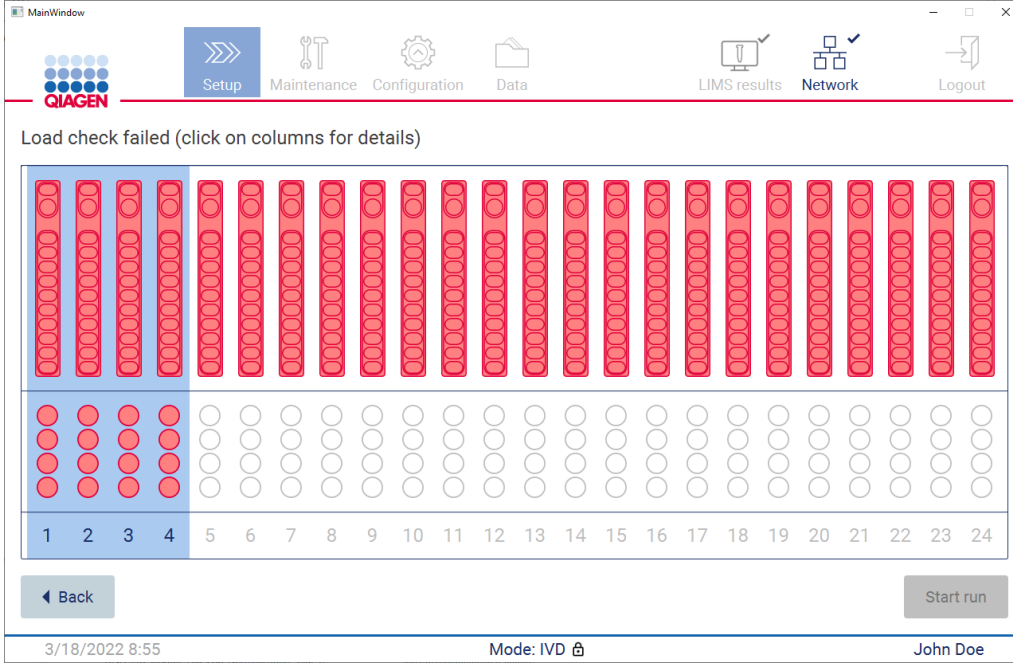 MainWindow
QIAGEN
Setup
Maintenance
Configuration
Data
LIMS results
Network
Logout
Load check failed (click on columns for details)
1 2 3 4 5 6 7 8 9 10 11 12 13 14 15 16 17 18 19 20 21 22 23 24
Back
Start run
3/18/2022 8:55
Mode: IVD
John Doe